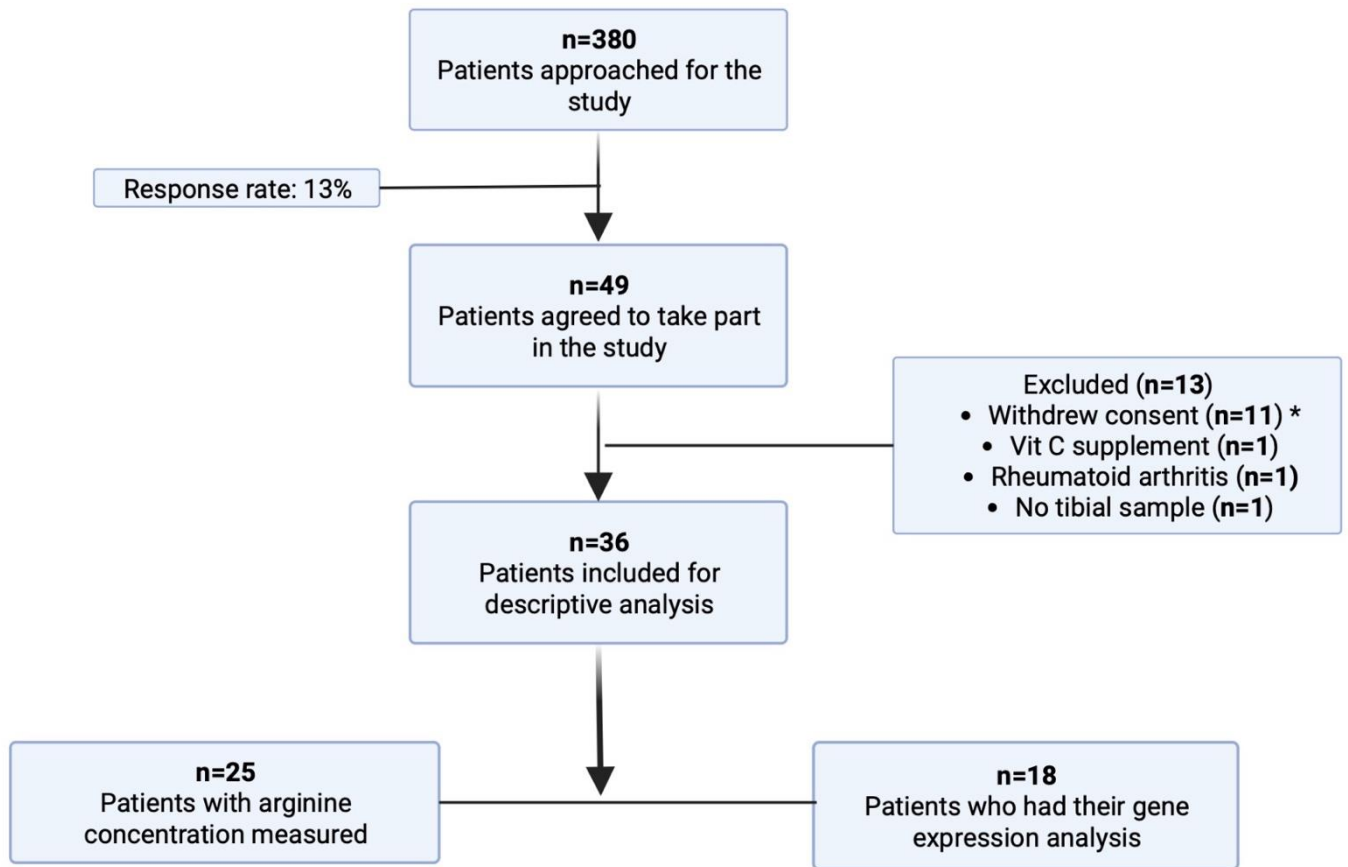 n=380
Patients approached for the
study
Response rate: 13%
n=49
Patients agreed to take part
in the study
Excluded (n=13)
• Withdrew consent (n=11) *
• Vit C supplement (n=1)
• Rheumatoid arthritis (n=1)
• No tibial sample (n=1)
n=36
Patients included for
descriptive analysis
n=25
Patients with arginine
concentration measured
n=18
Patients who had their gene
expression analysis